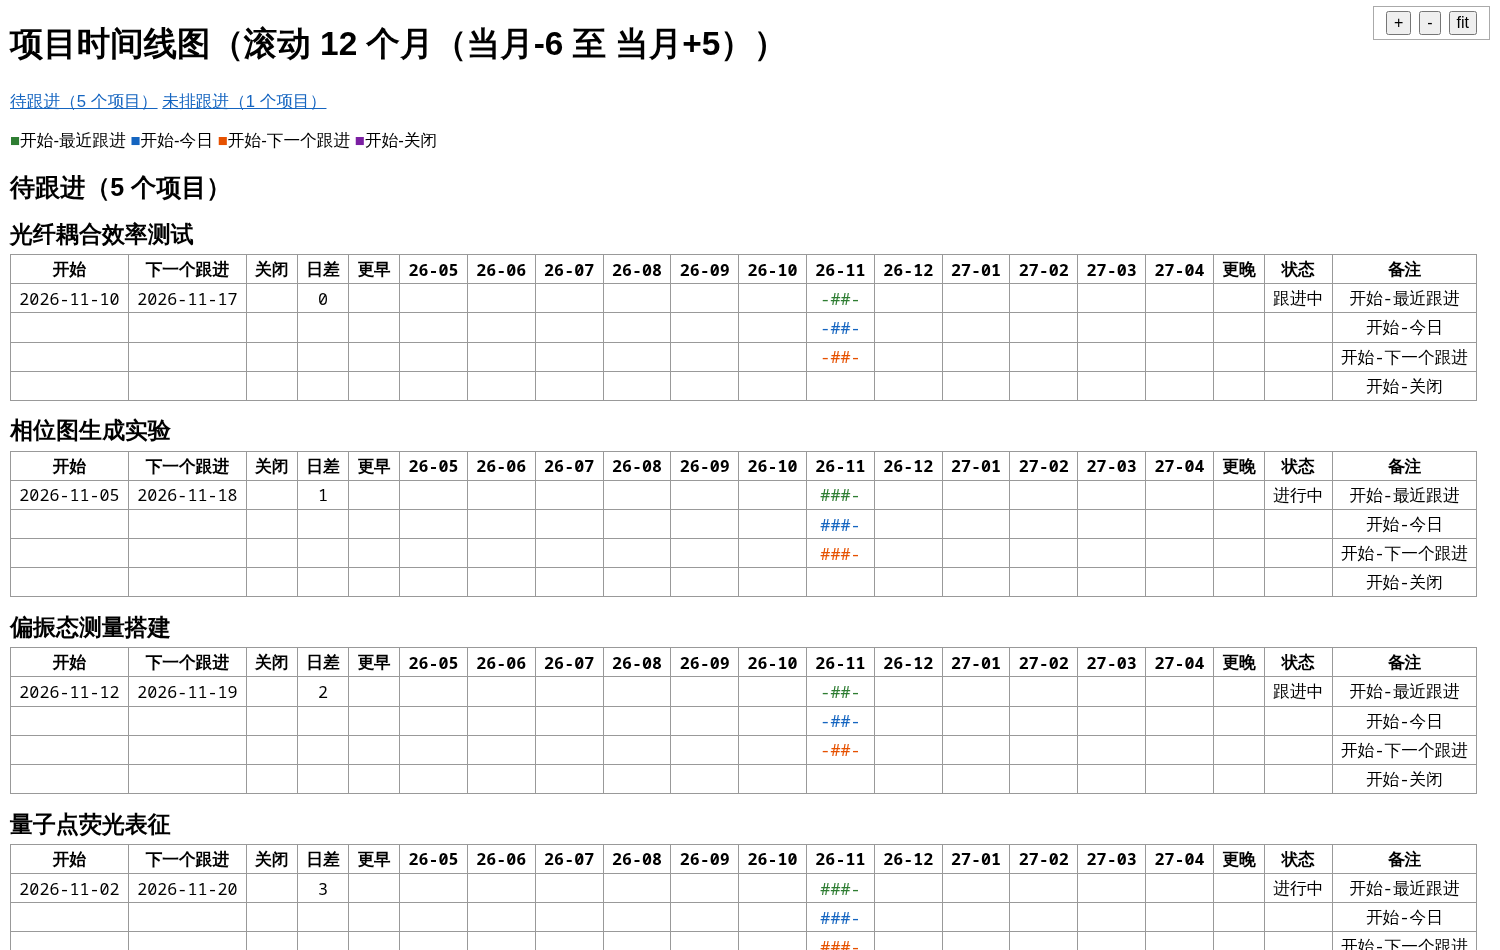 项目时间线图（滚动 12 个月（当月-6 至 当月+5））
+ - fit
待跟进（5 个项目） 未排跟进（1 个项目）
■开始-最近跟进 ■开始-今日 ■开始-下一个跟进 ■开始-关闭
待跟进（5 个项目）
光纤耦合效率测试
开始 下一个跟进 关闭 日差 更早 26-05 26-06 26-07 26-08 26-09 26-10 26-11 26-12 27-01 27-02 27-03 27-04 更晚 状态 备注
2026-11-10 2026-11-17 0 -##- 跟进中 开始-最近跟进
-##- 开始-今日
-##- 开始-下一个跟进
开始-关闭
相位图生成实验
开始 下一个跟进 关闭 日差 更早 26-05 26-06 26-07 26-08 26-09 26-10 26-11 26-12 27-01 27-02 27-03 27-04 更晚 状态 备注
2026-11-05 2026-11-18 1 ###- 进行中 开始-最近跟进
###- 开始-今日
###- 开始-下一个跟进
开始-关闭
偏振态测量搭建
开始 下一个跟进 关闭 日差 更早 26-05 26-06 26-07 26-08 26-09 26-10 26-11 26-12 27-01 27-02 27-03 27-04 更晚 状态 备注
2026-11-12 2026-11-19 2 -##- 跟进中 开始-最近跟进
-##- 开始-今日
-##- 开始-下一个跟进
开始-关闭
量子点荧光表征
开始 下一个跟进 关闭 日差 更早 26-05 26-06 26-07 26-08 26-09 26-10 26-11 26-12 27-01 27-02 27-03 27-04 更晚 状态 备注
2026-11-02 2026-11-20 3 ###- 进行中 开始-最近跟进
###- 开始-今日
###- 开始-下一个跟进